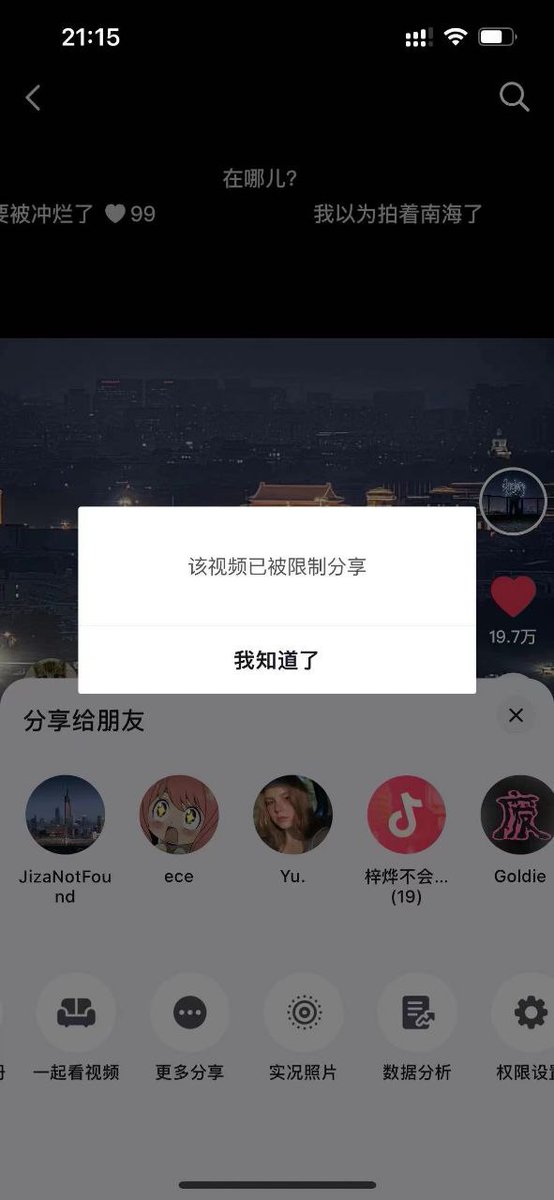 21:15
在哪儿?
要被冲烂了 99
我以为拍着南海了
该视频已被限制分享
我知道了
19.7万
分享给朋友
JizaNotFou
nd
ece
Yu.
梓烨不会...
(19)
Goldie
一起看视频
更多分享
实况照片
数据分析
权限设